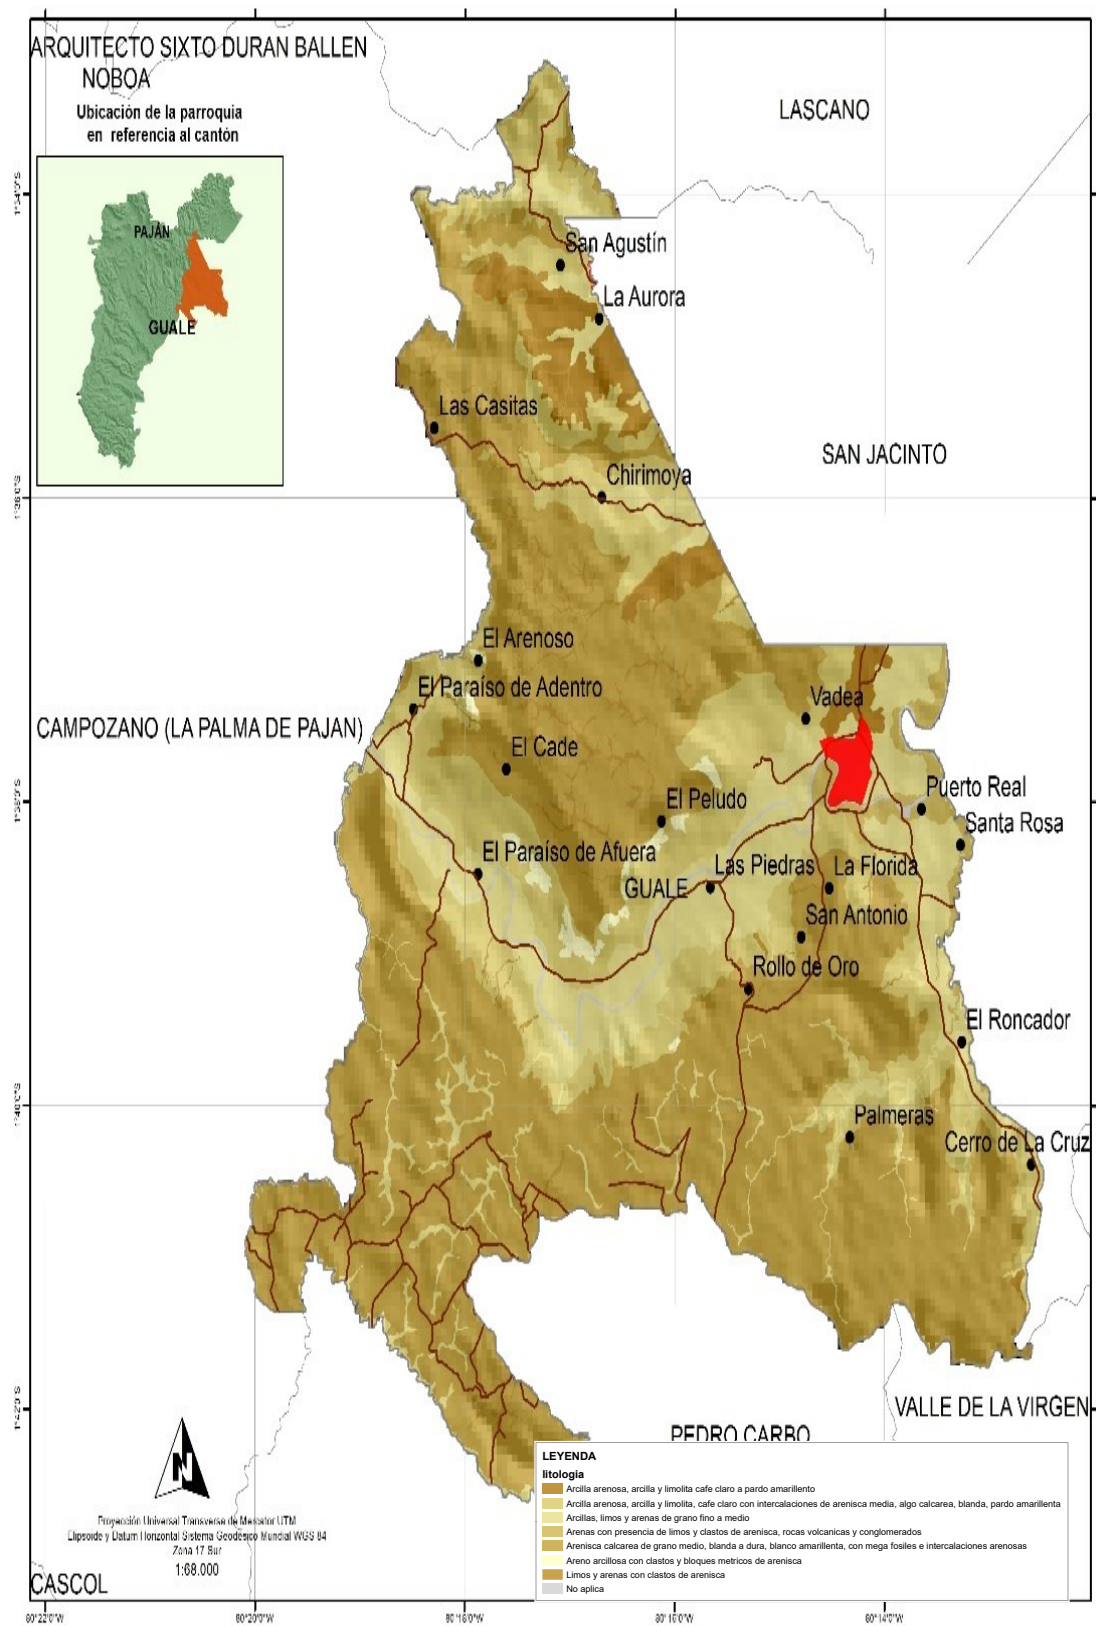 ARQUITECTO SIXTO DURAN BALLEN
NOBOA
Ubicación de la parroquia
en referencia al cantón
PAJÁN
GUALE
LASCANO
San Agustín
La Aurora
Las Casitas
SAN JACINTO
Chirimoya
El Arenoso
El Paraíso de Adentro
Vadea
CAMPOZANO (LA PALMA DE PAJAN)
El Cade
Puerto Real
El Peludo
Santa Rosa
El Paraíso de Afuera
Las Piedras
La Florida
GUALE
San Antonio
Rollo de Oro
El Roncador
Palmeras
Cerro de La Cruz
VALLE DE LA VIRGEN
PEDRO CARBO
N
Proyección Universal Transversa de Mercator UTM
Elipsoide y Datum Horizontal Sistema Geodesico Mundial WGS 84
Zona 17 Sur
1:68.000
CASCOL
LEYENDA
litologia
Arcilla arenosa, arcilla y limolita cafe claro a pardo amarillento
Arcilla arenosa, arcilla y limolita, cafe claro con intercalaciones de arenisca media, algo calcarea, blanda, pardo amarillenta
Arcillas, limos y arenas de grano fino a medio
Arenas con presencia de limos y clastos de arenisca, rocas volcanicas y conglomerados
Arenisca calcarea de grano medio, blanda a dura, blanco amarillenta, con mega fosiles e intercalaciones arenosas
Areno arcillosa con clastos y bloques metricos de arenisca
Limos y arenas con clastos de arenisca
No aplica